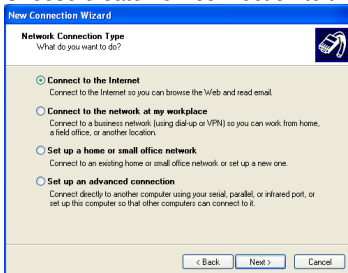 New Connection Wizard
Network Connection Type
What do you want to do?
Connect to the Internet
Connect to the Internet so you can browse the Web and read email.
Connect to the network at my workplace
Connect to a business network (using dial-up or VPN) so you can work from home,
a field office, or another location.
Set up a home or small office network
Connect to an existing home or small office network or set up a new one.
Set up an advanced connection
Connect directly to another computer using your serial, parallel, or infrared port, or
set up this computer so that other computers can connect to it.
< Back
Next >
Cancel